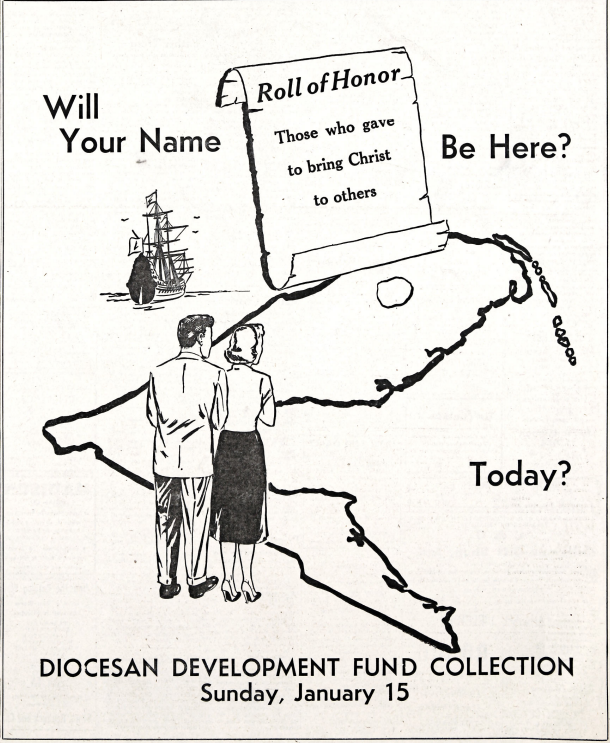 Will
Your Name
Roll of Honor
Those who gave
to bring Christ
to others
Be Here?
Today?
DIOCESAN DEVELOPMENT FUND COLLECTION
Sunday, January 15